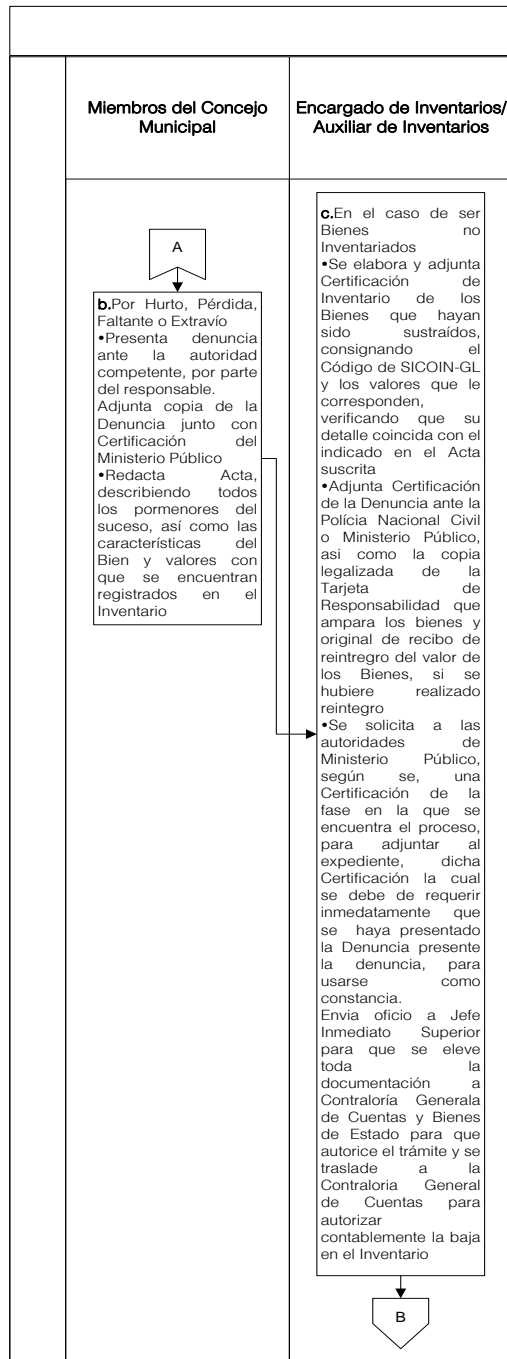 Miembros del Concejo
Municipal
Encargado de Inventarios/
Auxiliar de Inventarios
A
b.Por Hurto, Pérdida,
Faltante o Extravío
•Presenta denuncia
ante la autoridad
competente, por parte
del responsable.
Adjunta copia de la
Denuncia junto con
Certificación del
Ministerio Público
•Redacta Acta,
describiendo todos
los pormenores del
suceso, así como las
características del
Bien y valores con
que se encuentran
registrados en el
Inventario
c.En el caso de ser
Bienes no
Inventariados
•Se elabora y adjunta
Certificación de
Inventario de los
Bienes que hayan
sido sustraídos,
consignando el
Código de SICOIN-GL
y los valores que le
corresponden,
verificando que su
detalle coincida con el
indicado en el Acta
suscrita
•Adjunta Certificación
de la Denuncia ante la
Polícia Nacional Civil
o Ministerio Público,
asi como la copia
legalizada de la
Tarjeta de
Responsabilidad que
ampara los bienes y
original de recibo de
reintregro del valor de
los Bienes, si se
hubiere realizado
reintegro
•Se solicita a las
autoridades de
Ministerio Público,
según se, una
Certificación de la
fase en la que se
encuentra el proceso,
para adjuntar al
expediente, dicha
Certificación la cual
se debe de requerir
inmedatamente que
se haya presentado
la Denuncia presente
la denuncia, para
usarse como
constancia.
Envia oficio a Jefe
Inmediato Superior
para que se eleve
toda la
documentación a
Contraloría Generala
de Cuentas y Bienes
de Estado para que
autorice el trámite y se
traslade a la
Contraloria General
de Cuentas para
autorizar
contablemente la baja
en el Inventario
B